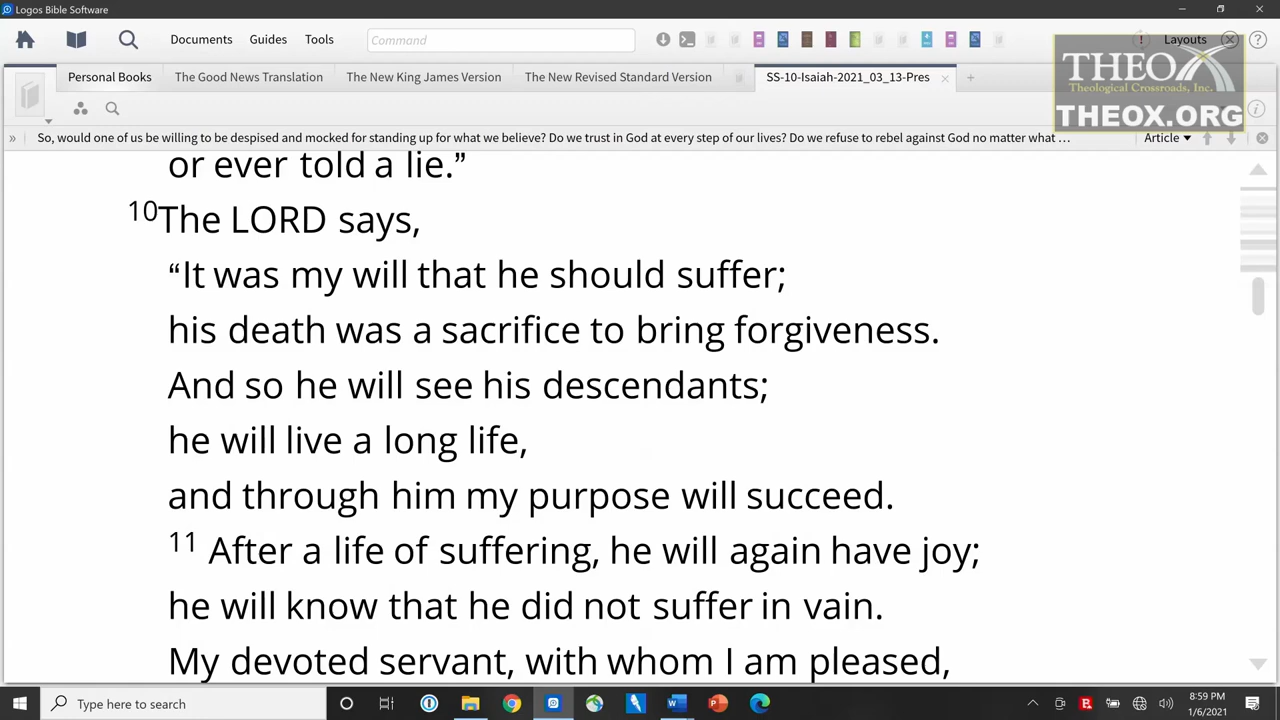 Logos Bible Software
Documents Guides Tools Command Layouts
Personal Books The Good News Translation The New King James Version The New Revised Standard Version SS-10-Isaiah-2021_03_13-Pres
THEOX
Theological Crossroads, Inc.
THEOX.ORG
So, would one of us be willing to be despised and mocked for standing up for what we believe? Do we trust in God at every step of our lives? Do we refuse to rebel against God no matter what … Article
or ever told a lie.”
10The LORD says,
“It was my will that he should suffer;
his death was a sacrifice to bring forgiveness.
And so he will see his descendants;
he will live a long life,
and through him my purpose will succeed.
11 After a life of suffering, he will again have joy;
he will know that he did not suffer in vain.
My devoted servant, with whom I am pleased,
Type here to search
8:59 PM
1/6/2021